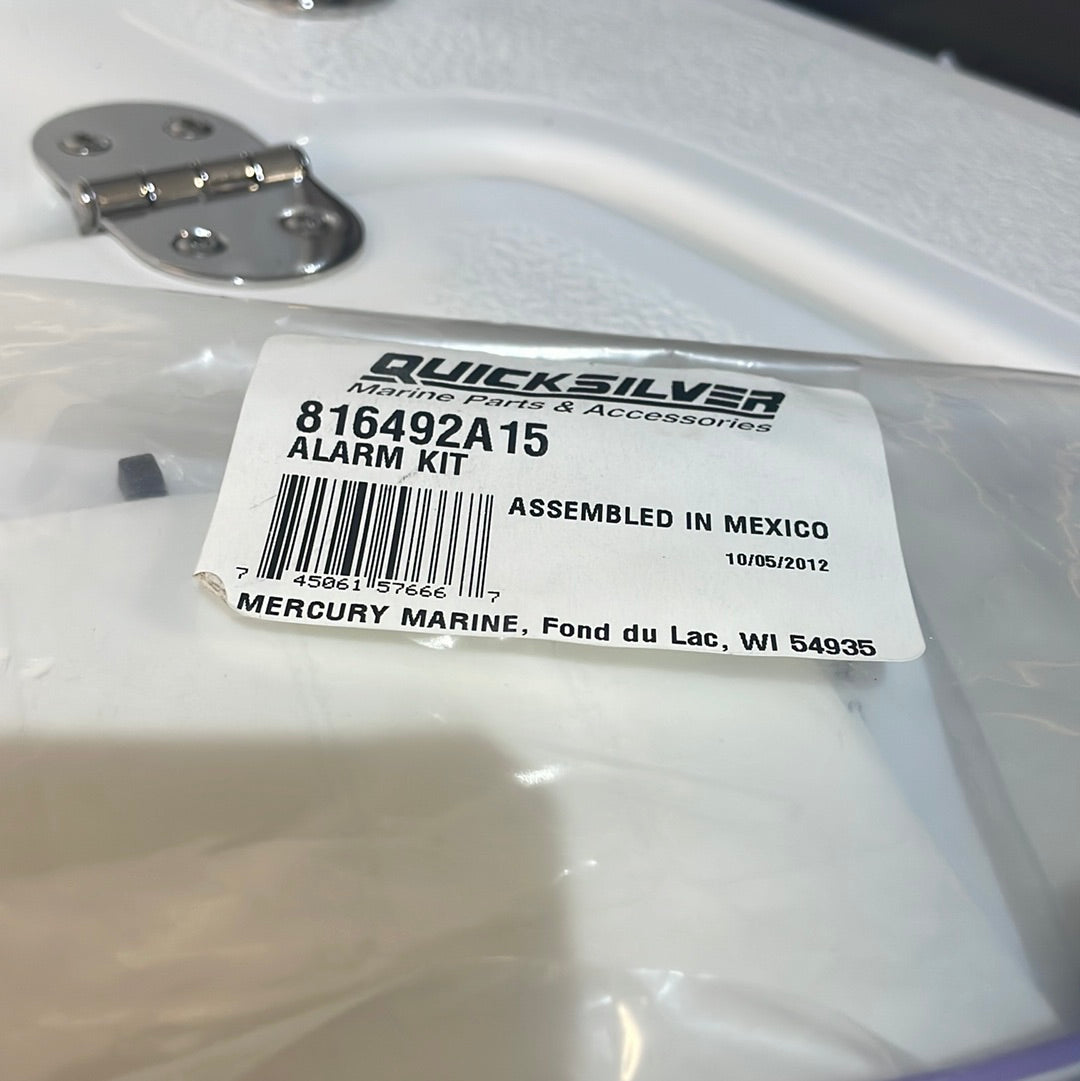 QUICKSILVER
Marine Parts & Accessories
816492A15
ALARM KIT
ASSEMBLED IN MEXICO
10/05/2012
7 45061 57666 7
MERCURY MARINE, Fond du Lac, WI 54935